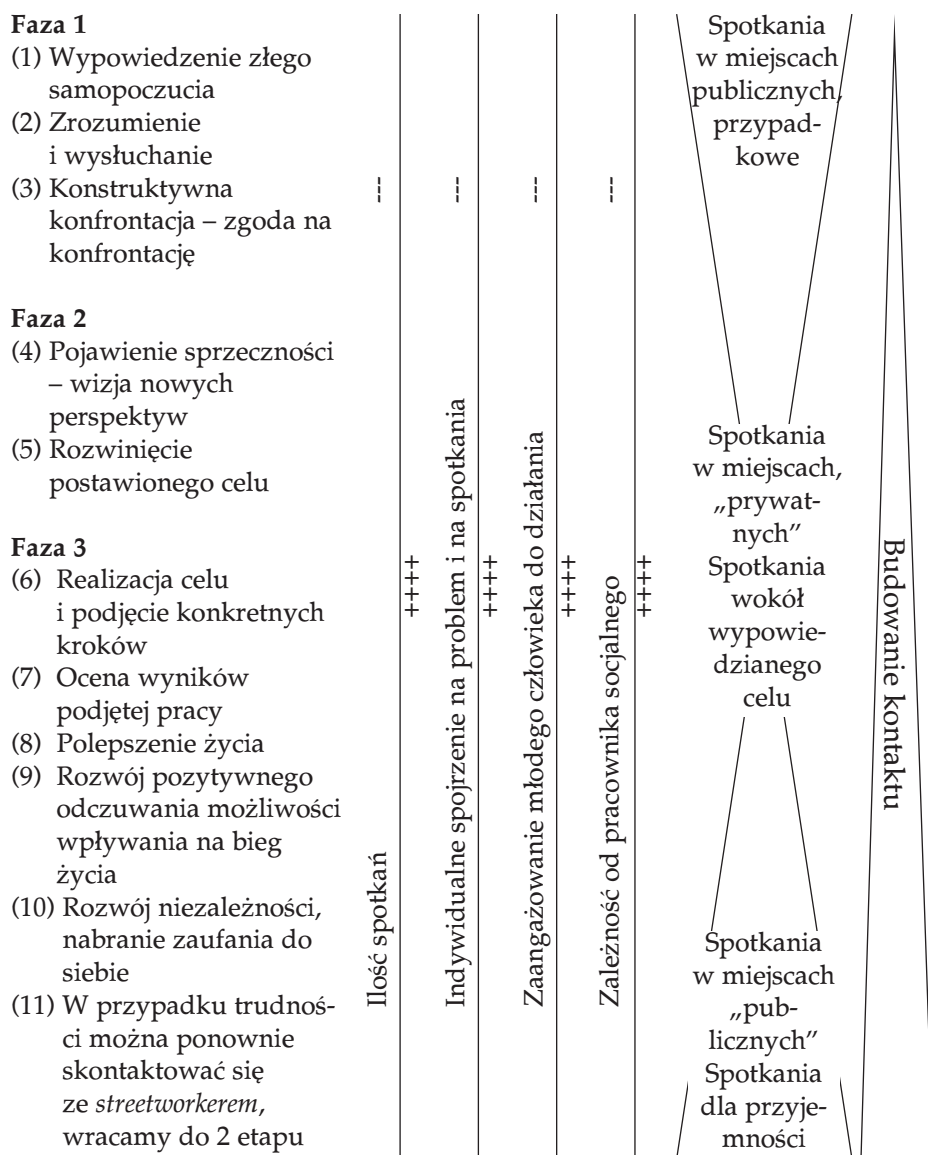 Faza 1
(1) Wypowiedzenie złego
samopoczucia
(2) Zrozumienie
i wysłuchanie
(3) Konstruktywna
konfrontacja – zgoda na
konfrontację
Faza 2
(4) Pojawienie sprzeczności
– wizja nowych
perspektyw
(5) Rozwinięcie
postawionego celu
Faza 3
(6) Realizacja celu
i podjęcie konkretnych
kroków
(7) Ocena wyników
podjętej pracy
(8) Polepszenie życia
(9) Rozwój pozytywnego
odczuwania możliwości
wpływania na bieg
życia
(10) Rozwój niezależności,
nabranie zaufania do
siebie
(11) W przypadku trudnoś-
ci można ponownie
skontaktować się
ze streetworkerem,
wracamy do 2 etapu
----
Ilość spotkań
++++
----
Indywidualne spojrzenie na problem i na spotkania
++++
----
Zaangażowanie młodego człowieka do działania
++++
----
Zależność od pracownika socjalnego
++++
Spotkania
w miejscach
publicznych,
przypad-
kowe
Spotkania
w miejscach,
„prywat-
nych”
Spotkania
wokół
wypowie-
dzianego
celu
Spotkania
w miejscach
„pub-
licznych”
Spotkania
dla przyje-
mności
Budowanie kontaktu